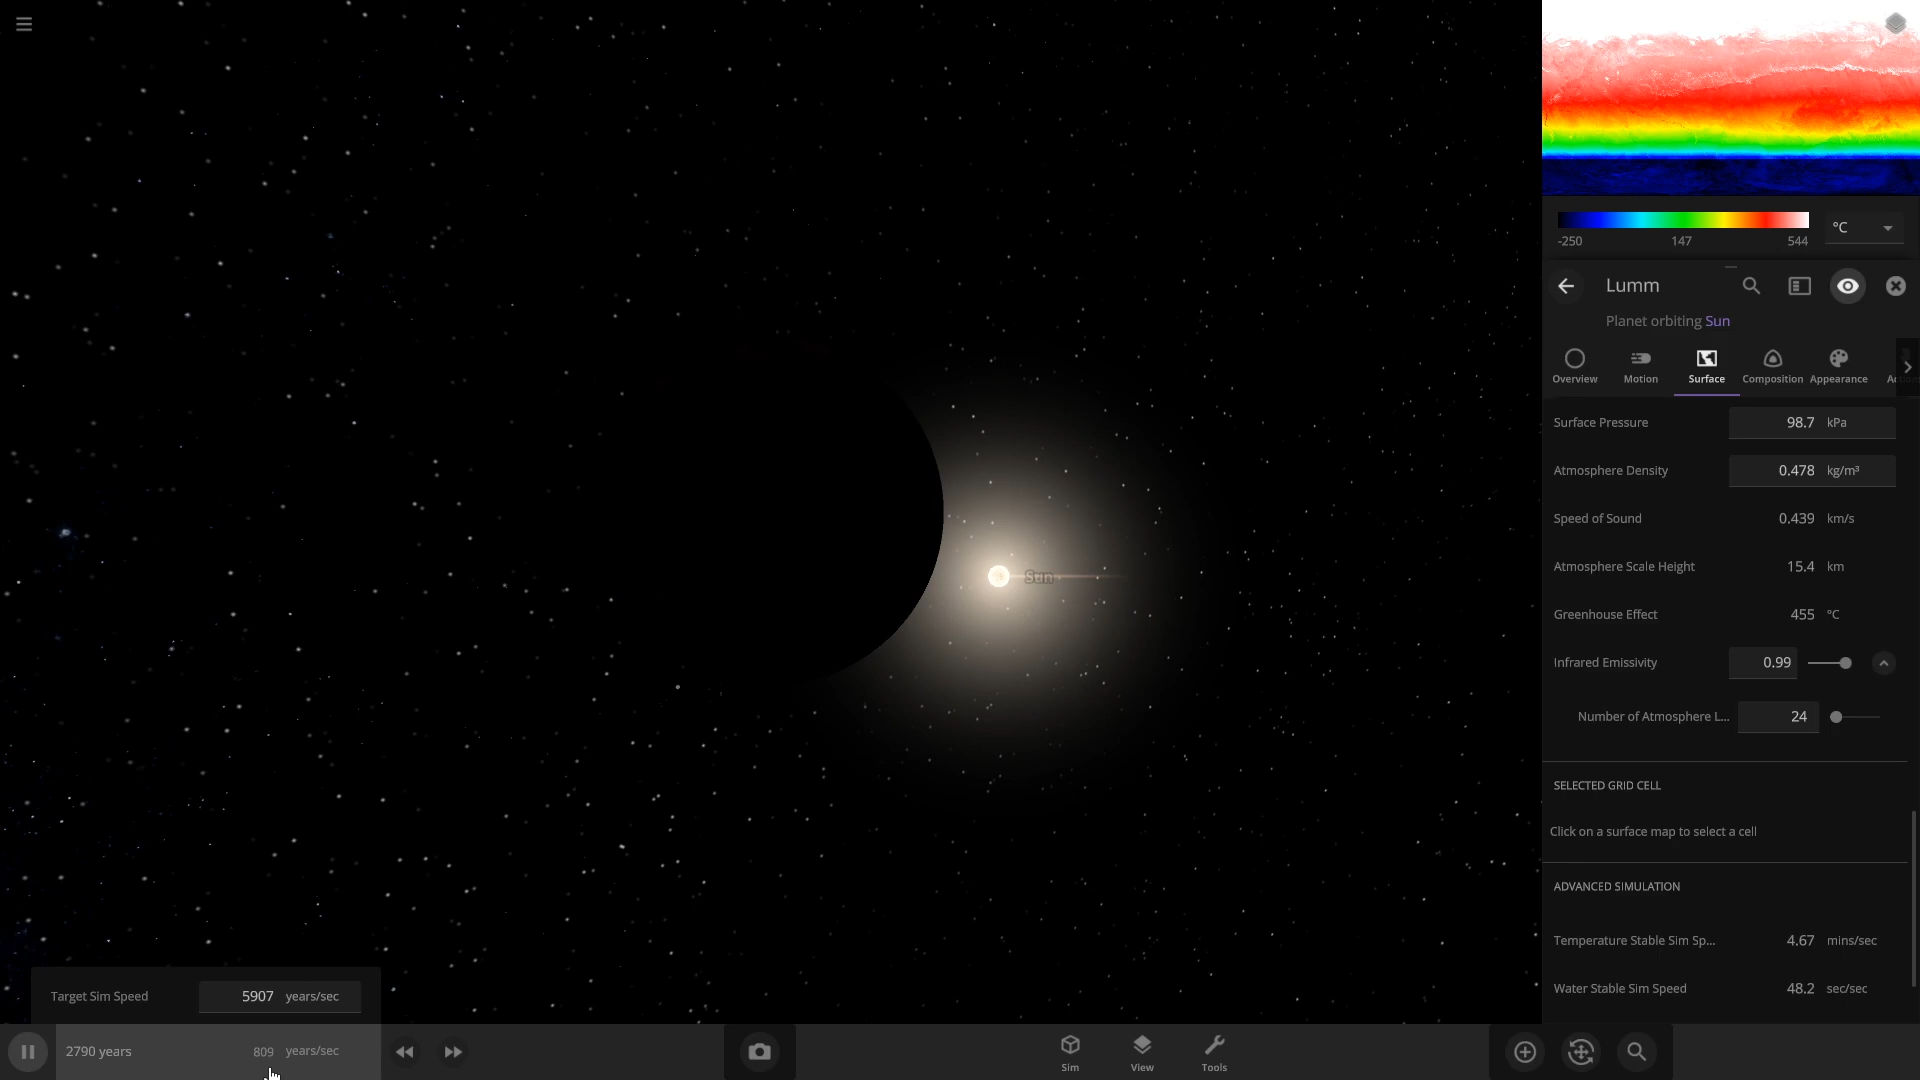 °C
-250 147 544
Lumm
Planet orbiting Sun
Overview Motion Surface Composition Appearance
Surface Pressure 98.7 kPa
Atmosphere Density 0.478 kg/m³
Speed of Sound 0.439 km/s
Atmosphere Scale Height 15.4 km
Greenhouse Effect 455 °C
Infrared Emissivity 0.99
Number of Atmosphere L... 24
SELECTED GRID CELL
Click on a surface map to select a cell
ADVANCED SIMULATION
Temperature Stable Sim Sp... 4.67 mins/sec
Water Stable Sim Speed 48.2 sec/sec
Sun
Target Sim Speed 5907 years/sec
2790 years 809 years/sec
Sim View Tools